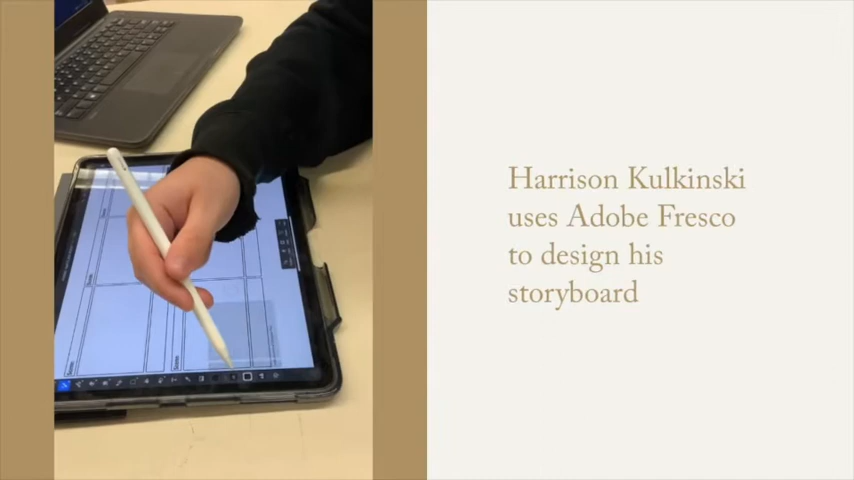 Harrison Kulkinski
uses Adobe Fresco
to design his
storyboard